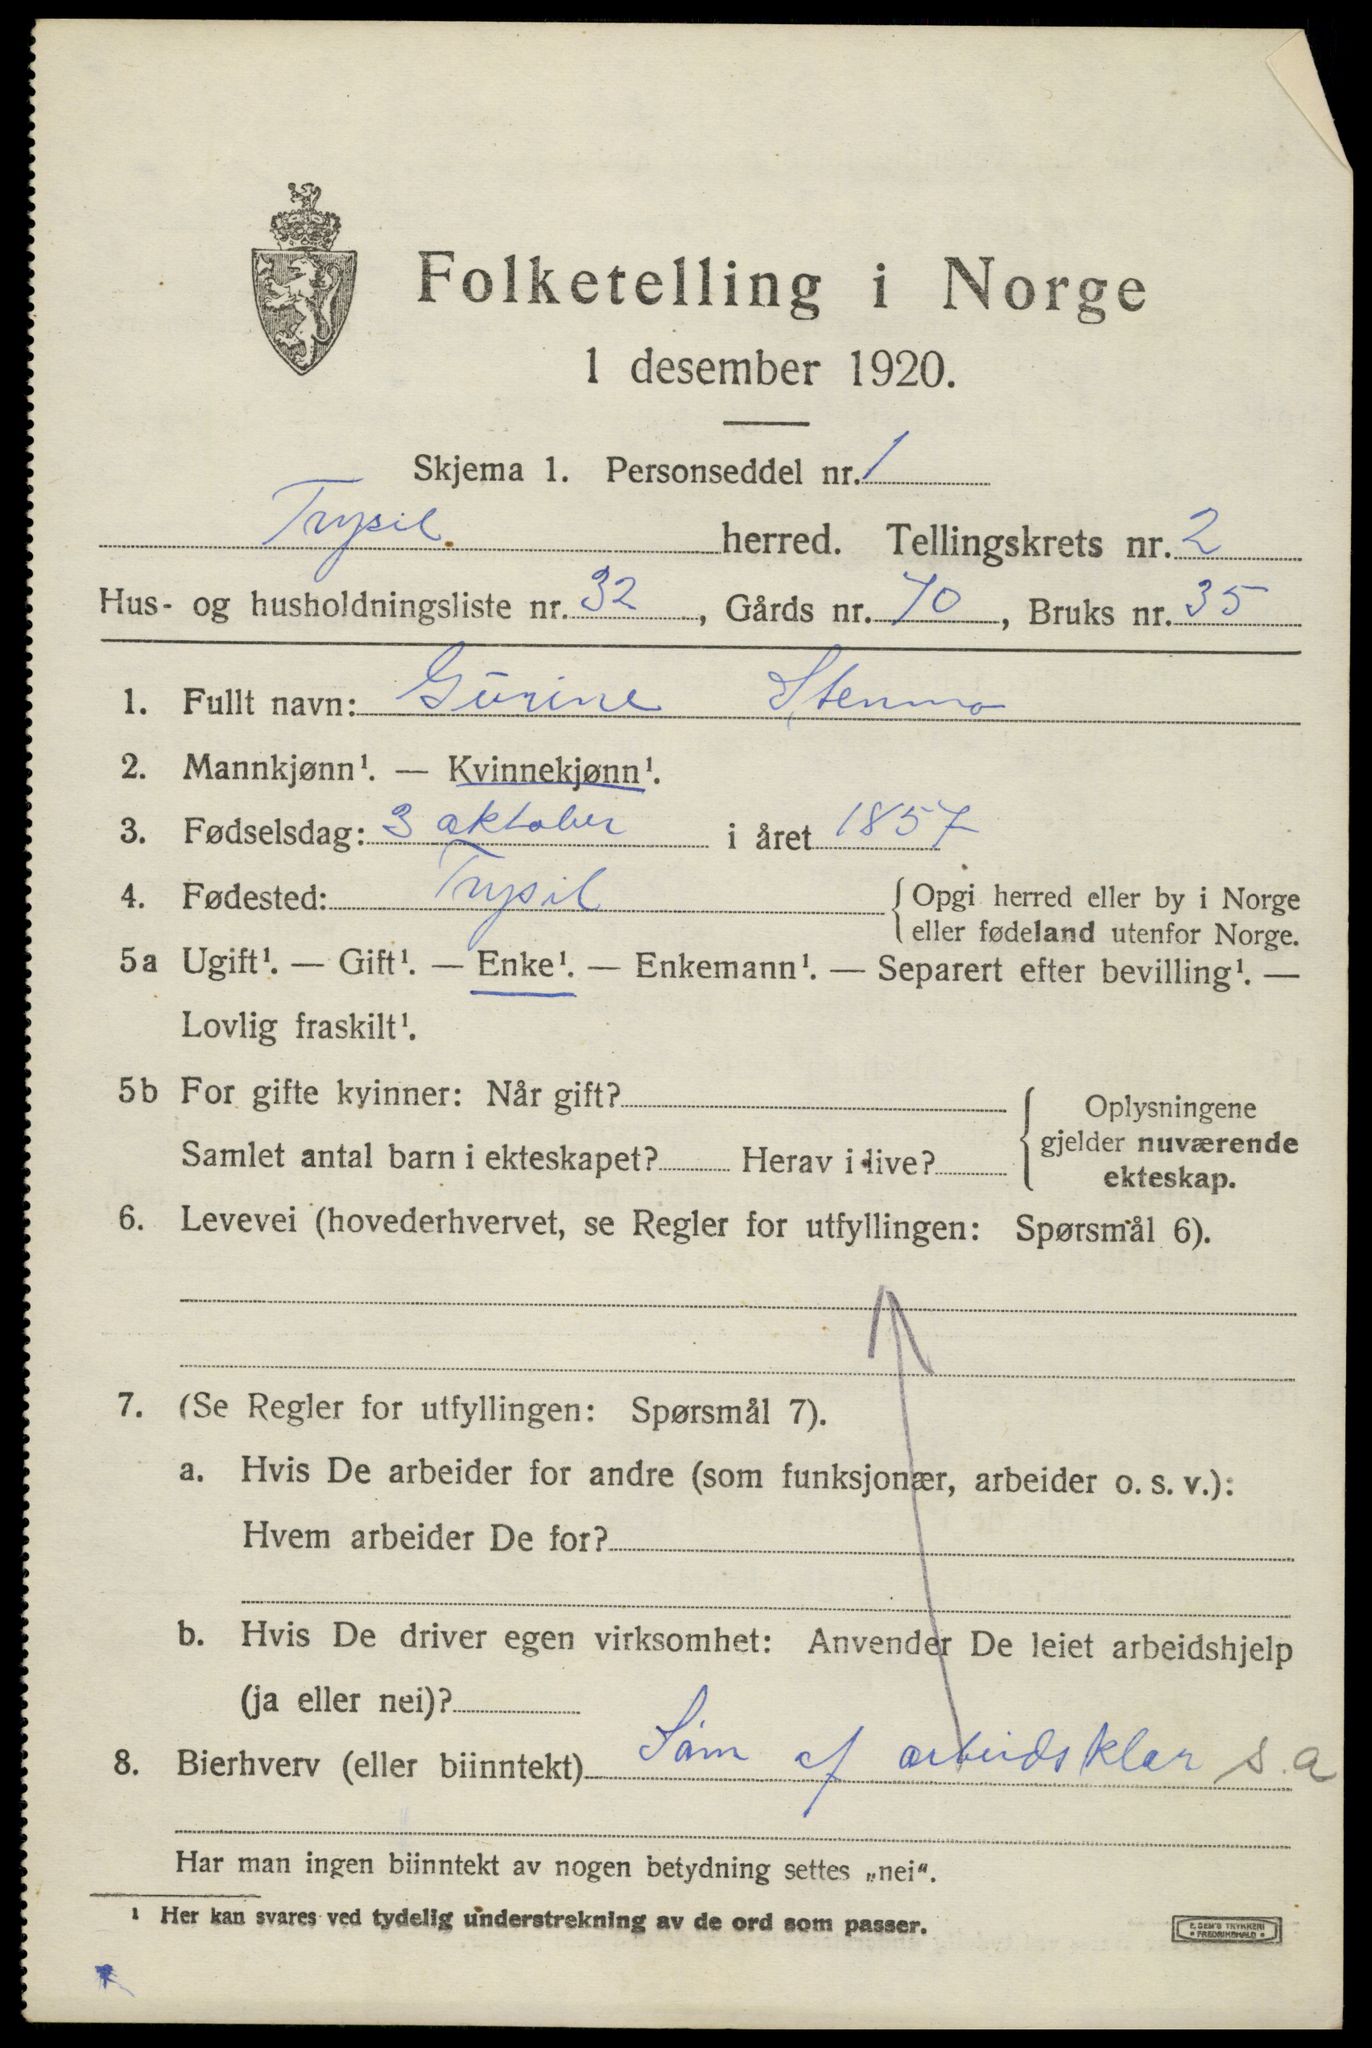 Folketelling i Norge
1 desember 1920.
Skjema 1. Personseddel nr. 1
Trysil herred. Tellingskrets nr. 2
Hus- og husholdningsliste nr. 32, Gårds nr. 70, Bruks nr. 35
1. Fullt navn: Gurine Stenmo
2. Mannkjønn¹. — Kvinnekjønn¹.
3. Fødselsdag: 3 oktober i året 1857
4. Fødested: Trysil { Opgi herred eller by i Norge
eller fødeland utenfor Norge.
5a Ugift¹. — Gift¹. — Enke¹. — Enkemann¹. — Separert efter bevilling¹. —
Lovlig fraskilt¹.
5b For gifte kvinner: Når gift? { Oplysningene
gjelder nuværende
Samlet antal barn i ekteskapet? Herav i live?
ekteskap.
6. Levevei (hovederhvervet, se Regler for utfyllingen: Spørsmål 6).
7. (Se Regler for utfyllingen: Spørsmål 7).
a. Hvis De arbeider for andre (som funksjonær, arbeider o. s. v.):
Hvem arbeider De for?
b. Hvis De driver egen virksomhet: Anvender De leiet arbeidshjelp
(ja eller nei)?
8. Bierhverv (eller biinntekt) Søm af arbeidsklær s.a
Har man ingen biinntekt av nogen betydning settes „nei“.
¹ Her kan svares ved tydelig understrekning av de ord som passer.
E. SEM'S TRYKKERI
• FREDRIKSHALD •